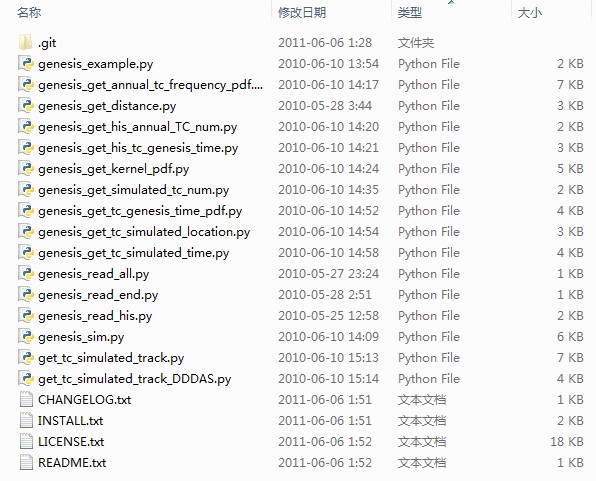 名称 修改日期 类型 大小
.git 2011-06-06 1:28 文件夹
genesis_example.py 2010-06-10 13:54 Python File 2 KB
genesis_get_annual_tc_frequency_pdf.... 2010-06-10 14:17 Python File 7 KB
genesis_get_distance.py 2010-05-28 3:44 Python File 3 KB
genesis_get_his_annual_TC_num.py 2010-06-10 14:20 Python File 2 KB
genesis_get_his_tc_genesis_time.py 2010-06-10 14:21 Python File 3 KB
genesis_get_kernel_pdf.py 2010-06-10 14:24 Python File 5 KB
genesis_get_simulated_tc_num.py 2010-06-10 14:35 Python File 2 KB
genesis_get_tc_genesis_time_pdf.py 2010-06-10 14:52 Python File 4 KB
genesis_get_tc_simulated_location.py 2010-06-10 14:54 Python File 3 KB
genesis_get_tc_simulated_time.py 2010-06-10 14:58 Python File 4 KB
genesis_read_all.py 2010-05-27 23:24 Python File 1 KB
genesis_read_end.py 2010-05-28 2:51 Python File 1 KB
genesis_read_his.py 2010-05-25 12:58 Python File 2 KB
genesis_sim.py 2010-06-10 14:09 Python File 6 KB
get_tc_simulated_track.py 2010-06-10 15:13 Python File 7 KB
get_tc_simulated_track_DDDAS.py 2010-06-10 15:14 Python File 4 KB
CHANGELOG.txt 2011-06-06 1:51 文本文档 1 KB
INSTALL.txt 2011-06-06 1:51 文本文档 2 KB
LICENSE.txt 2011-06-06 1:52 文本文档 18 KB
README.txt 2011-06-06 1:52 文本文档 1 KB